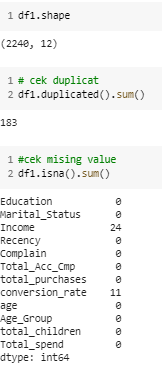 1 df1.shape
(2240, 12)
1 # cek duplicat
2 df1.duplicated().sum()
183
1 #cek mising value
2 df1.isna().sum()
Education 0
Marital_Status 0
Income 24
Recency 0
Complain 0
Total_Acc_Cmp 0
total_purchases 0
conversion_rate 11
age 0
Age_Group 0
total_children 0
Total_spend 0
dtype: int64